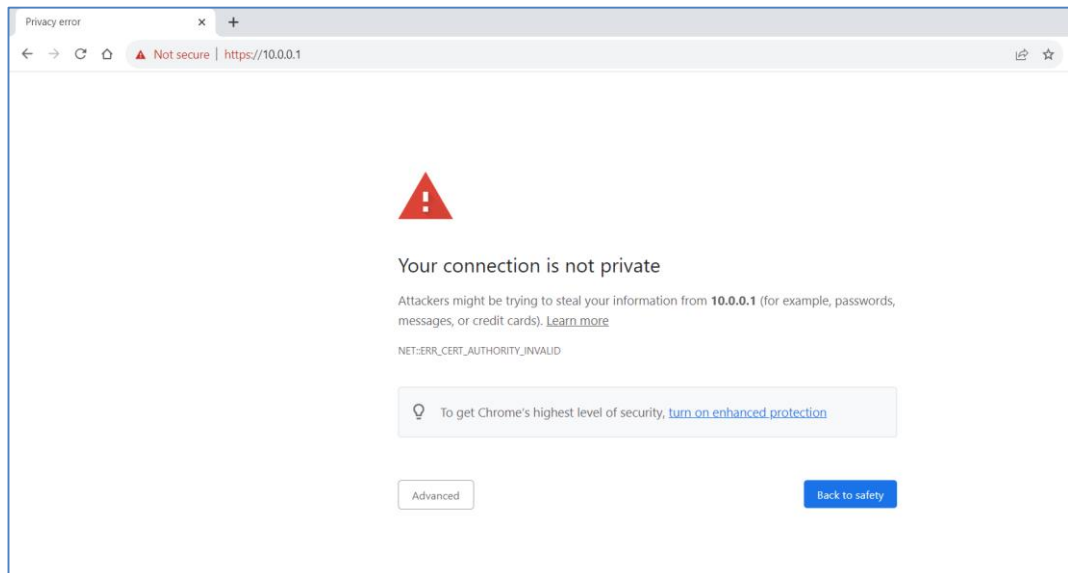 Privacy error
Not secure | https://10.0.0.1
Your connection is not private
Attackers might be trying to steal your information from 10.0.0.1 (for example, passwords,
messages, or credit cards). Learn more
NET::ERR_CERT_AUTHORITY_INVALID
To get Chrome's highest level of security, turn on enhanced protection
Advanced
Back to safety